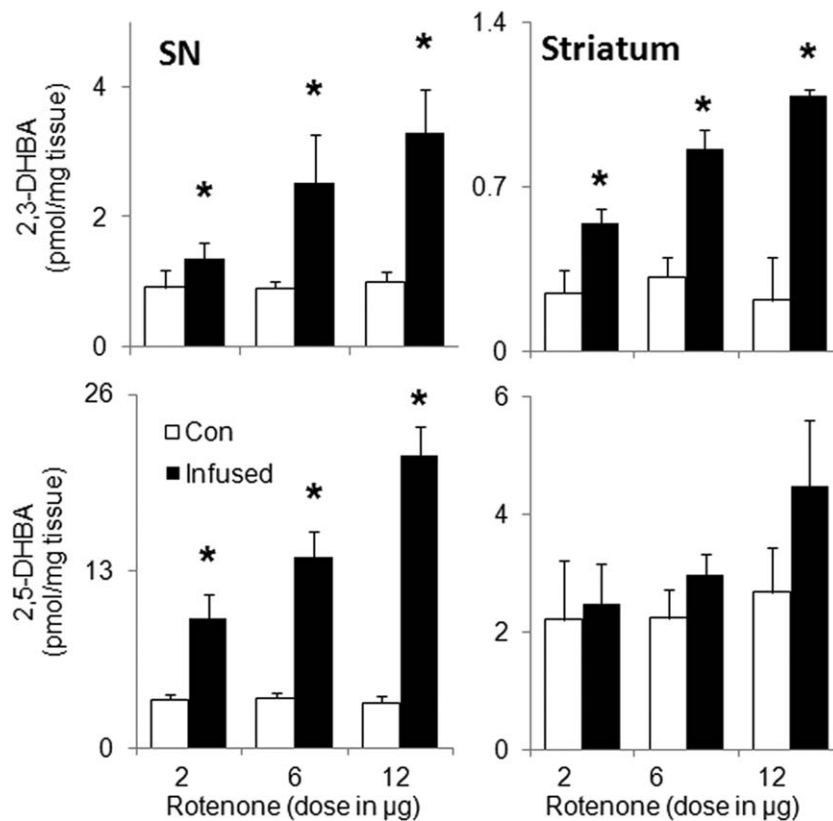 SN
*
*
*
4
2
0
2,3-DHBA
(pmol/mg tissue)
Striatum
*
*
*
1.4
0.7
0
26
13
0
2,5-DHBA
(pmol/mg tissue)
Con
Infused
*
*
*
2 6 12
Rotenone (dose in µg)
6
4
2
0
2 6 12
Rotenone (dose in µg)